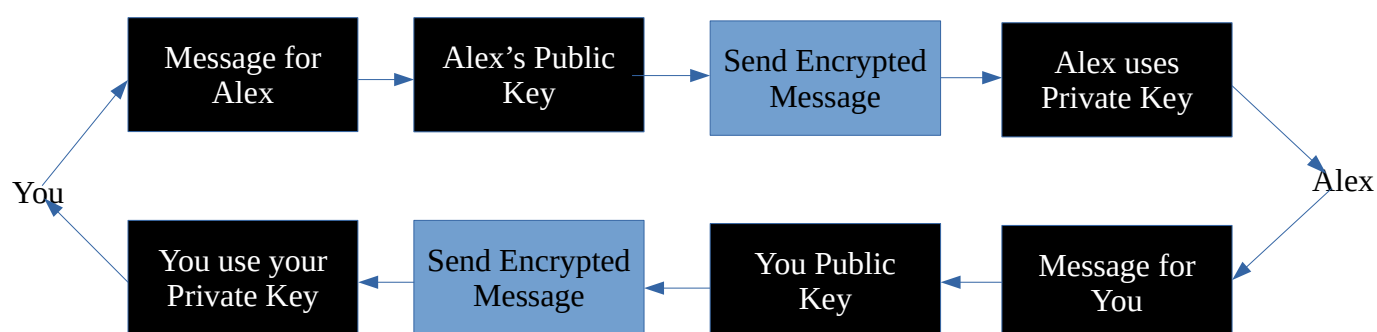 Message for
Alex
Alex’s Public
Key
Send Encrypted
Message
Alex uses
Private Key
You
Alex
You use your
Private Key
Send Encrypted
Message
You Public
Key
Message for
You